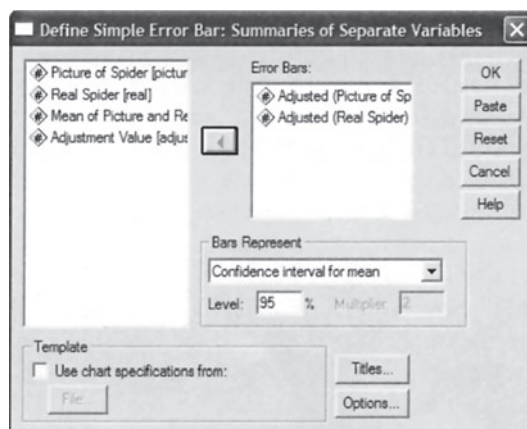 Define Simple Error Bar: Summaries of Separate Variables
Picture of Spider [pictur
Real Spider [real]
Mean of Picture and Re
Adjustment Value [adjus
Error Bars:
Adjusted (Picture of Sp
Adjusted (Real Spider)
OK
Paste
Reset
Cancel
Help
Bars Represent
Confidence interval for mean
Level: 95 % Multiplier 2
Template
Use chart specifications from:
File...
Titles...
Options...